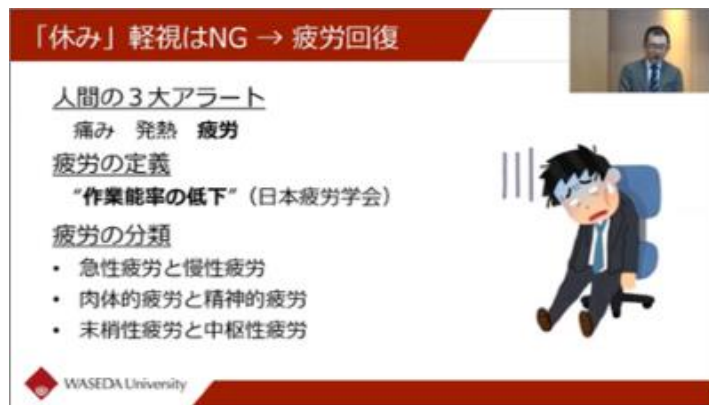 「休み」軽視はNG → 疲労回復
人間の３大アラート
痛み　発熱　疲労
疲労の定義
“作業能率の低下”（日本疲労学会）
疲労の分類
• 急性疲労と慢性疲労
• 肉体的疲労と精神的疲労
• 末梢性疲労と中枢性疲労
WASEDA University